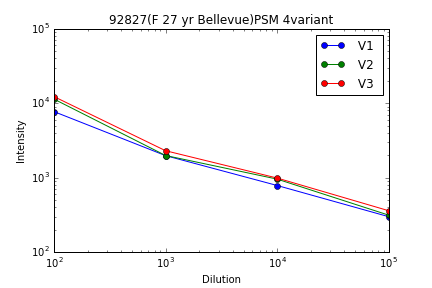 92827(F 27 yr Bellevue)PSM 4variant
10^5
10^4
10^3
10^2
Intensity
V1
V2
V3
10^2 10^3 10^4 10^5
Dilution